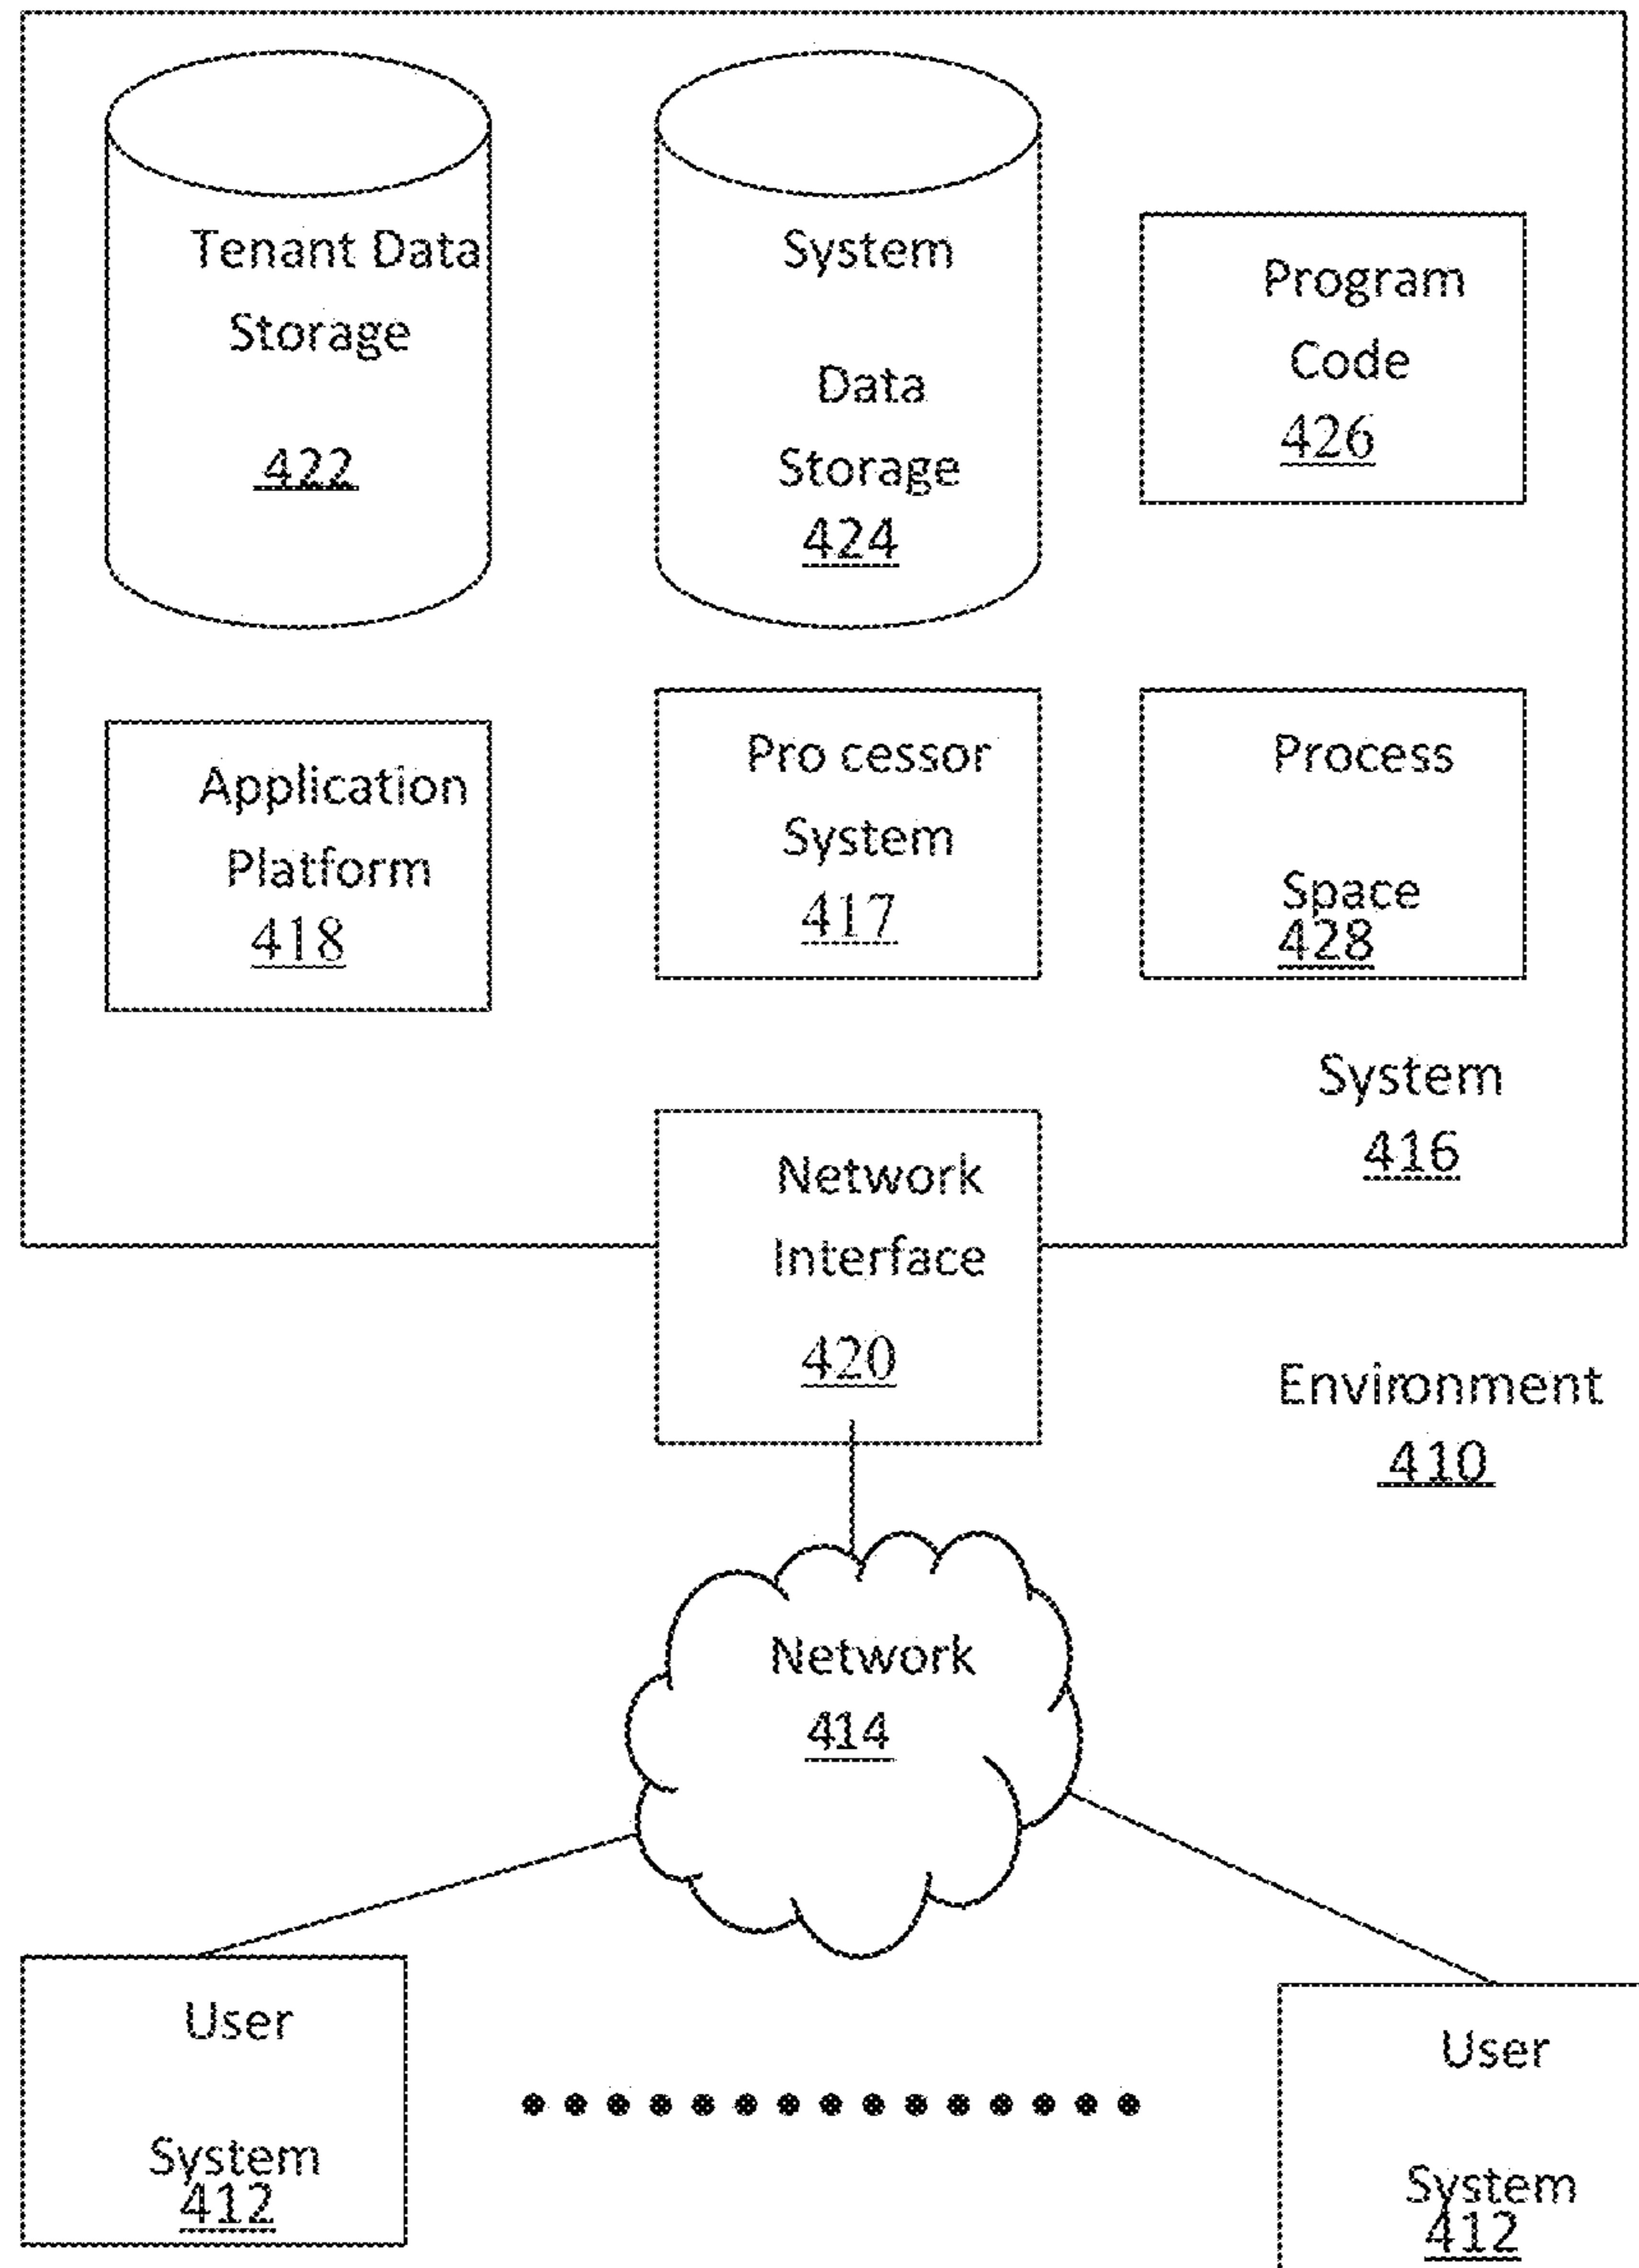 Tenant Data
Storage
422
System
Data
Storage
424
Program
Code
426
Application
Platform
418
Pro cessor
System
417
Process
Space
428
System
416
Network
Interface
420
Environment
410
Network
414
User
System
412
User
System
412